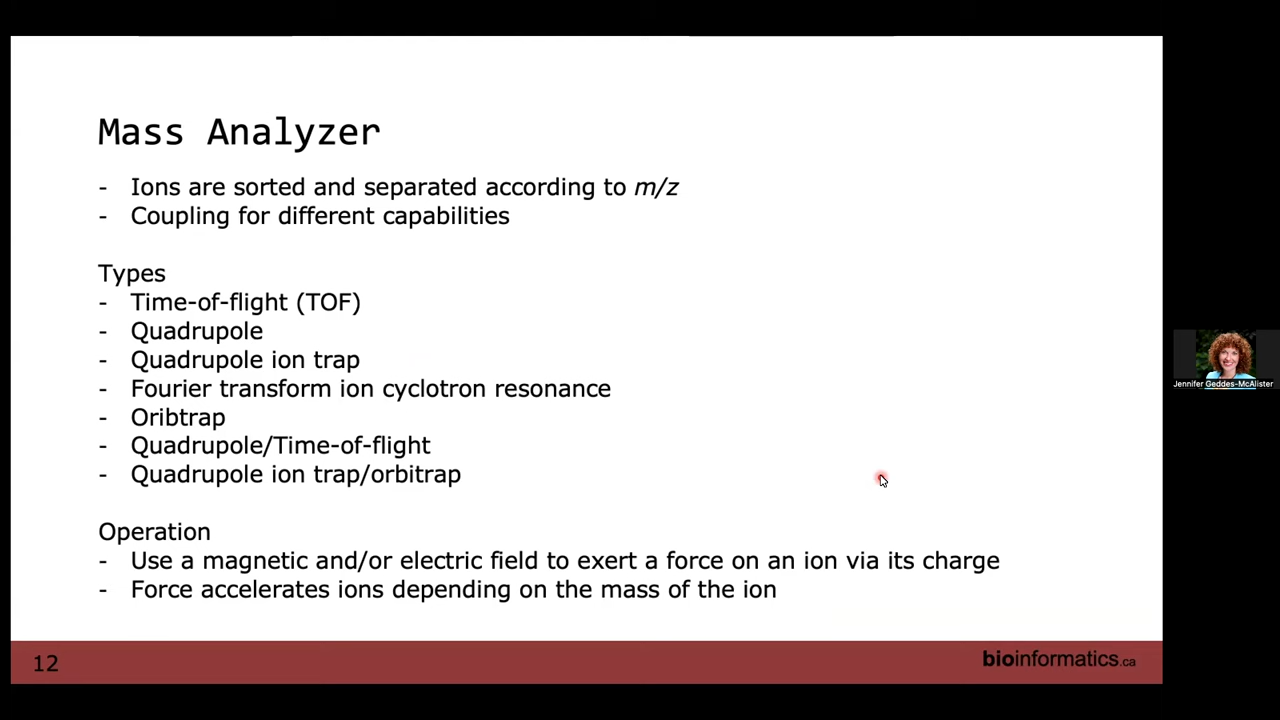 Mass Analyzer
- Ions are sorted and separated according to m/z
- Coupling for different capabilities
Types
- Time-of-flight (TOF)
- Quadrupole
- Quadrupole ion trap
- Fourier transform ion cyclotron resonance
- Oribtrap
- Quadrupole/Time-of-flight
- Quadrupole ion trap/orbitrap
Operation
- Use a magnetic and/or electric field to exert a force on an ion via its charge
- Force accelerates ions depending on the mass of the ion
12
bioinformatics.ca
Jennifer Geddes-McAlister